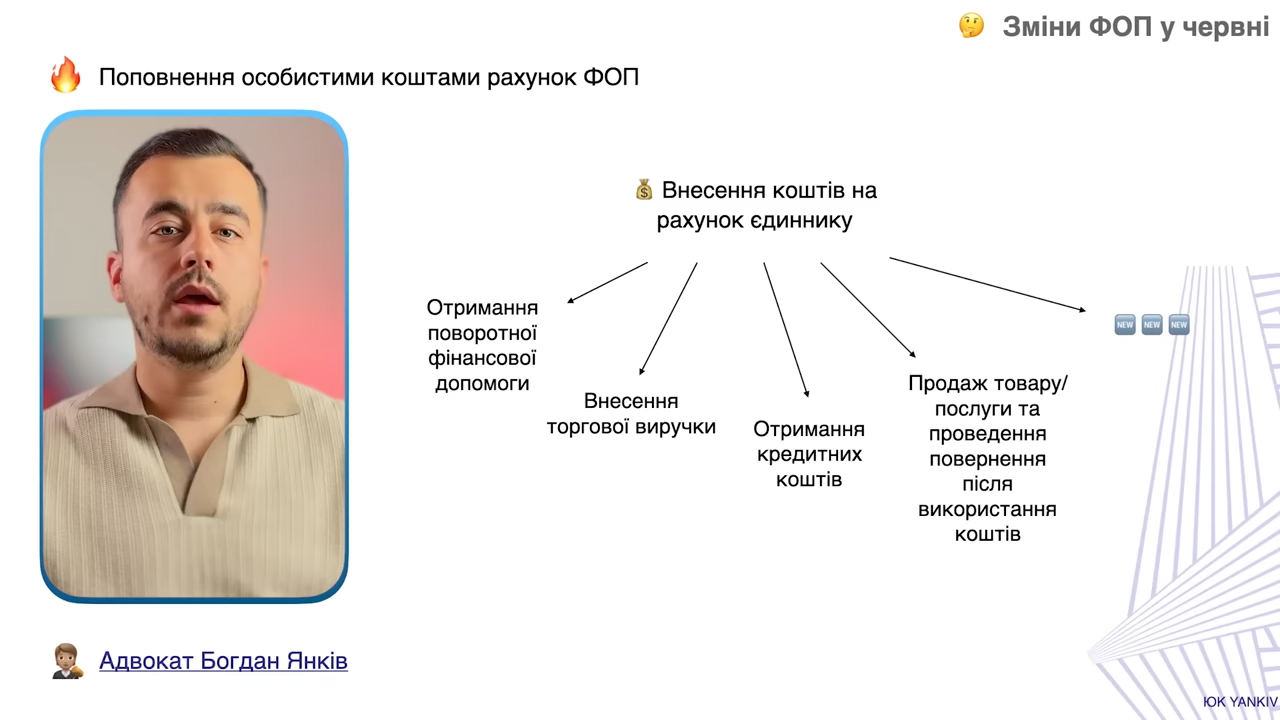 Зміни ФОП у червні
Поповнення особистими коштами рахунок ФОП
Внесення коштів на
рахунок єдиннику
Отримання
поворотної
фінансової
допомоги
Внесення
торгової виручки
Отримання
кредитних
коштів
Продаж товару/
послуги та
проведення
повернення
після
використання
коштів
NEW NEW NEW
Адвокат Богдан Янків
ЮК YANKIV